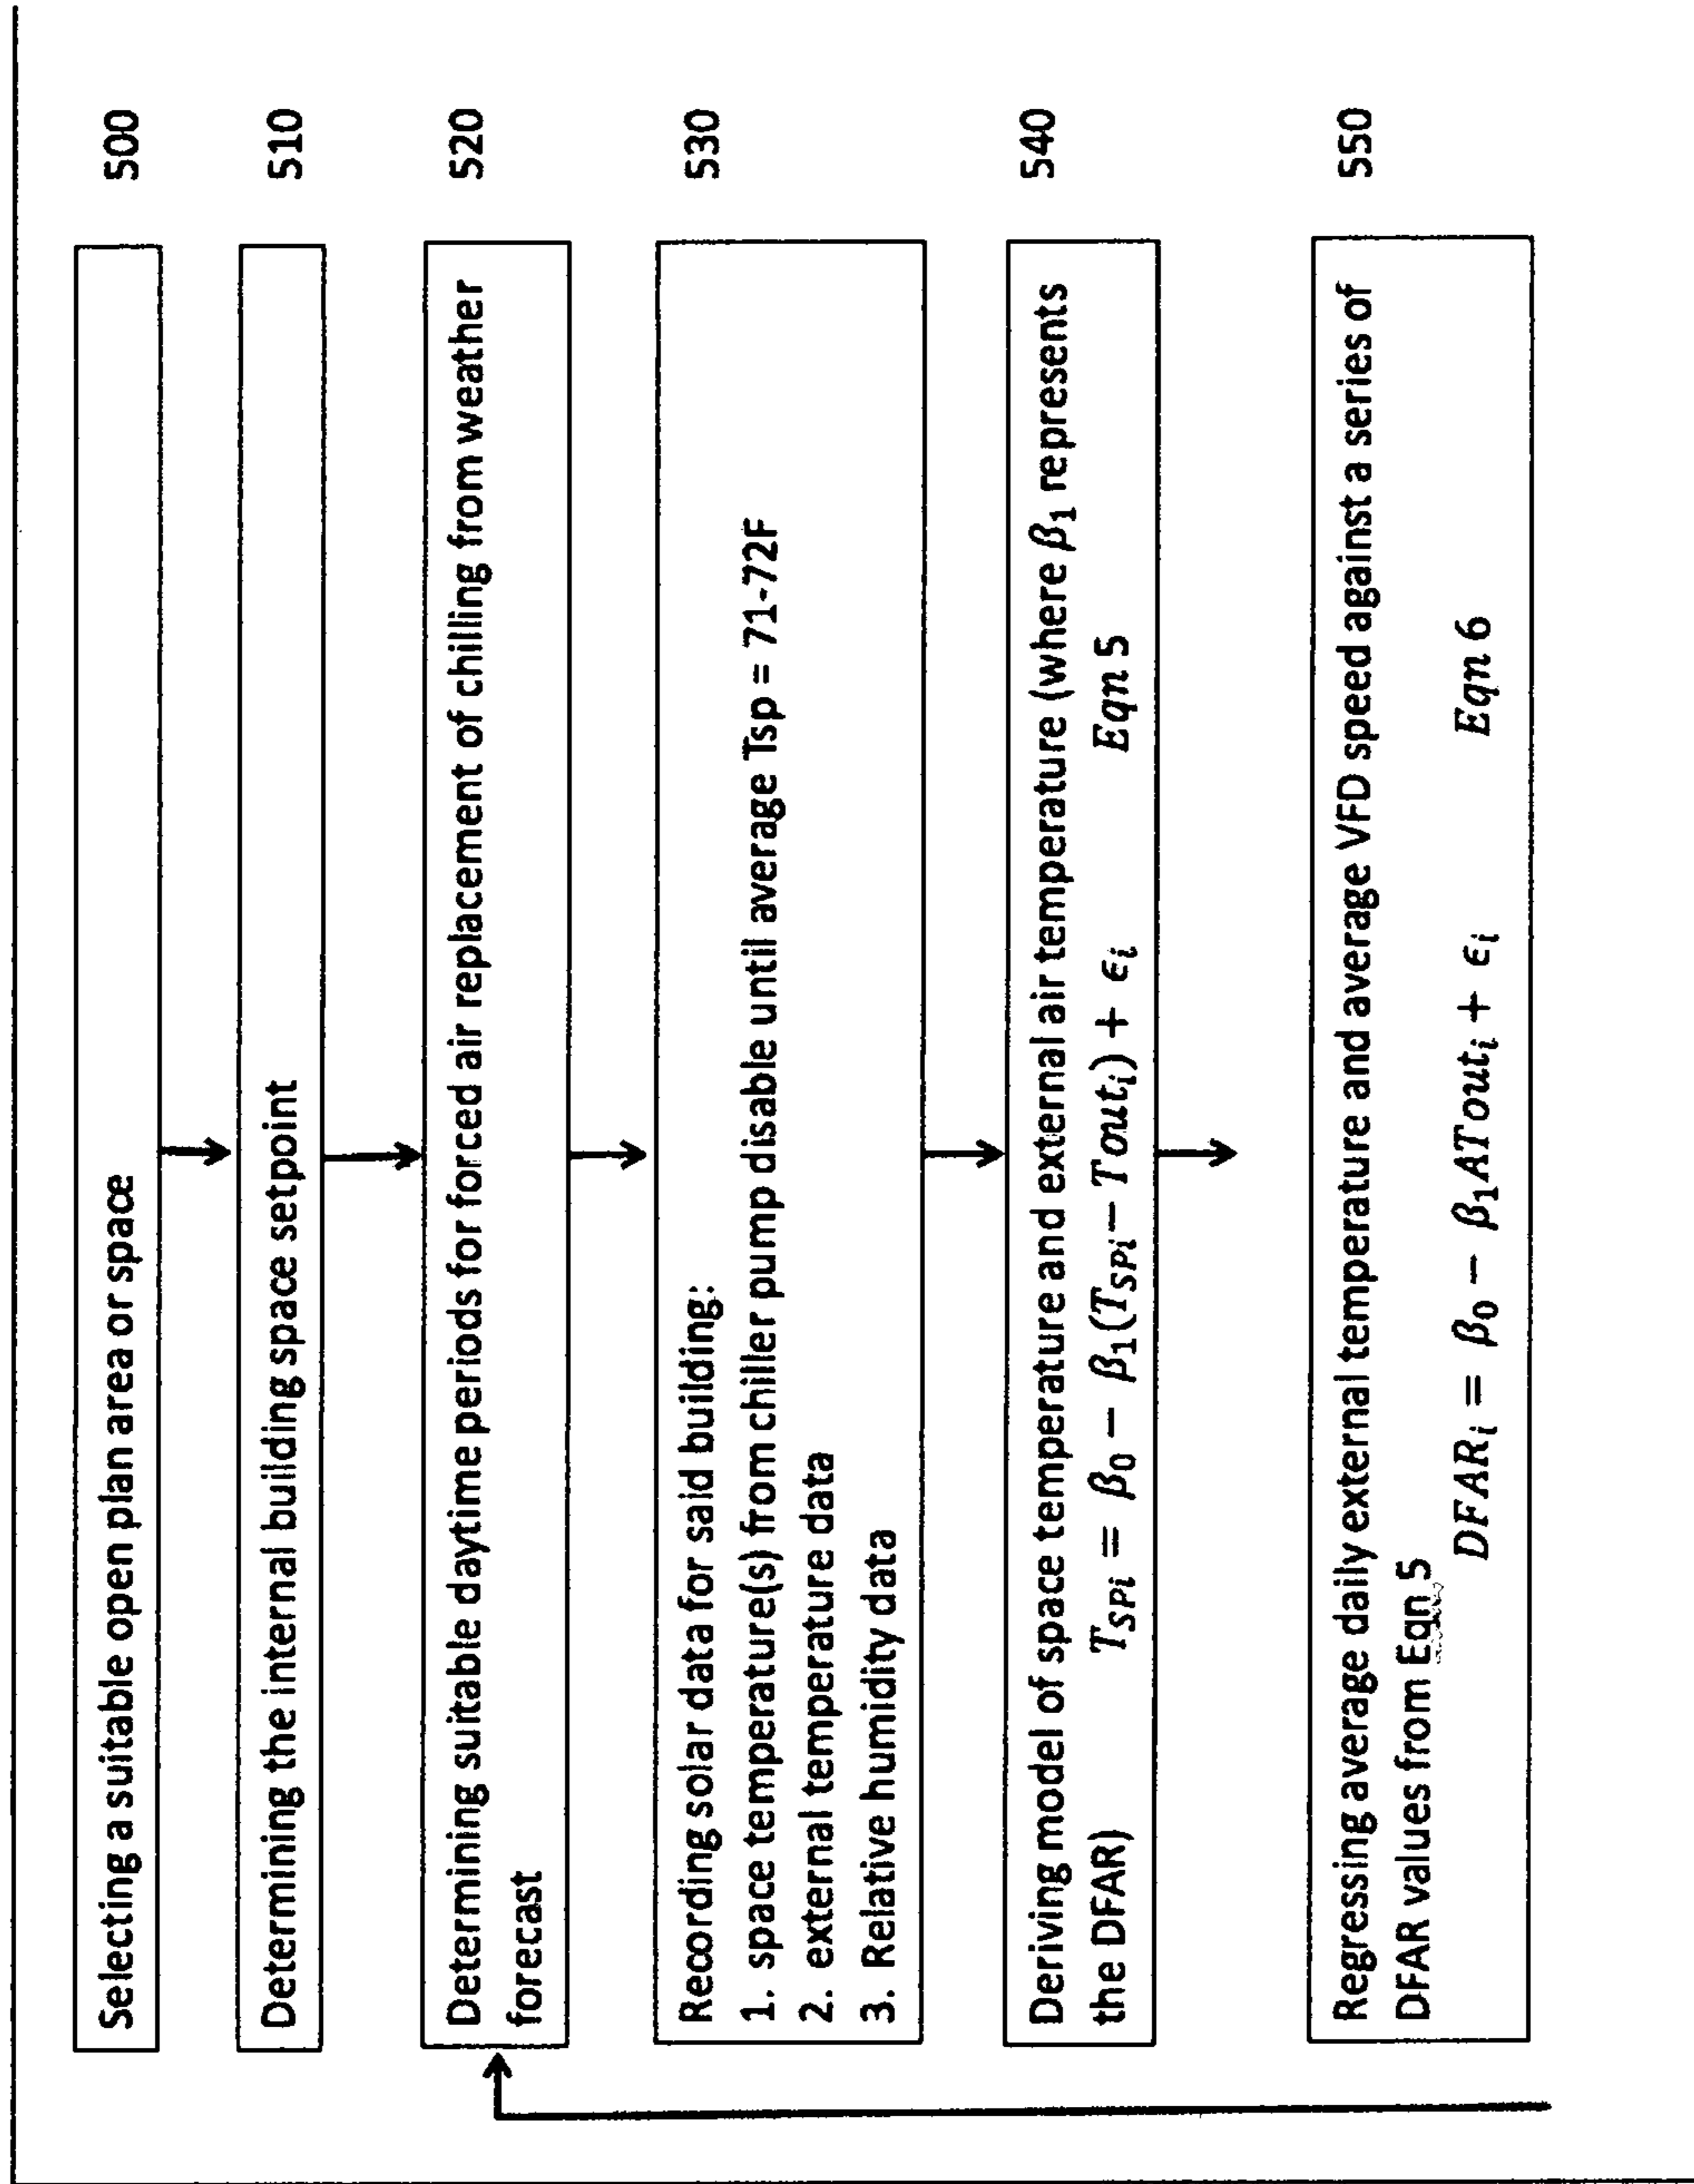 Selecting a suitable open plan area or space
500
Determining the internal building space setpoint
510
Determining suitable daytime periods for forced air replacement of chilling from weather
forecast
520
Recording solar data for said building:
1. space temperature(s) from chiller pump disable until average Tsp = 71-72F
2. external temperature data
3. Relative humidity data
530
Deriving model of space temperature and external air temperature (where β₁ represents
the DFAR) T_SPi = β₀ − β₁(T_SPi − Tout_i) + ϵ_i Eqn 5
540
Regressing average daily external temperature and average VFD speed against a series of
DFAR values from Eqn 5
DFAR_i = β₀ − β₁ATout_i + ϵ_i Eqn 6
550